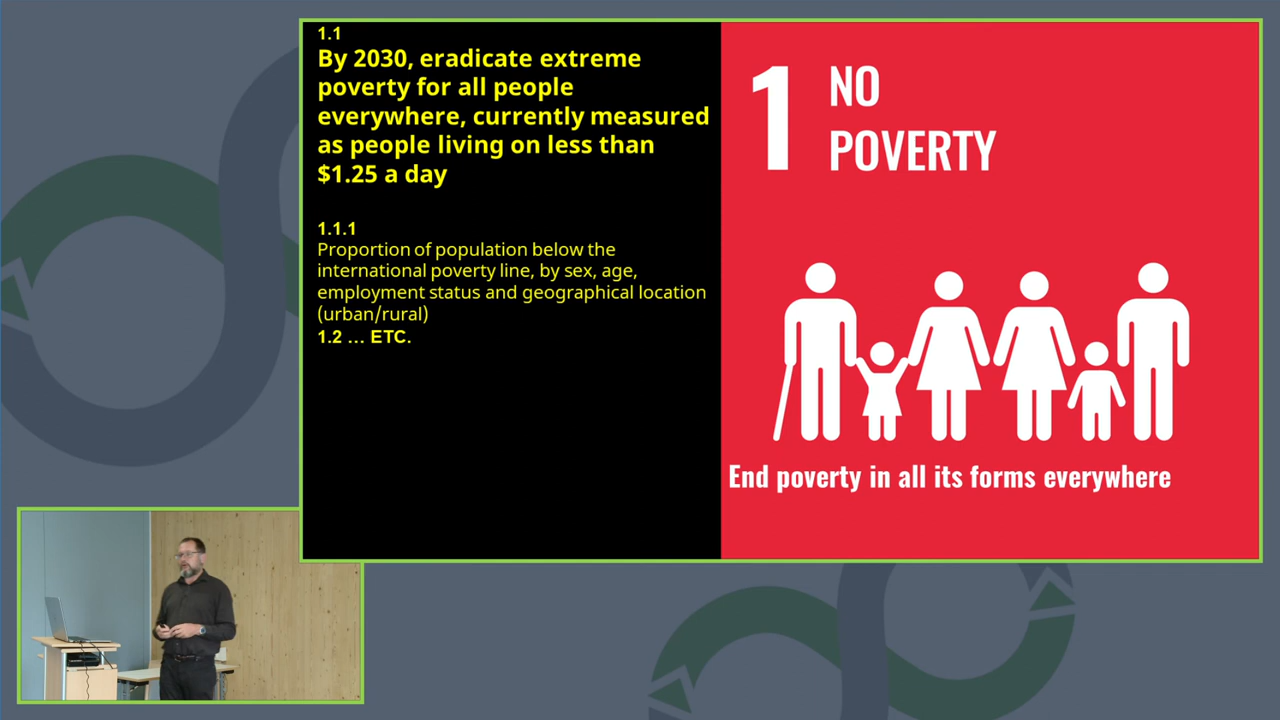 1.1
By 2030, eradicate extreme
poverty for all people
everywhere, currently measured
as people living on less than
$1.25 a day
1.1.1
Proportion of population below the
international poverty line, by sex, age,
employment status and geographical location
(urban/rural)
1.2 ... ETC.
1 NO
POVERTY
End poverty in all its forms everywhere